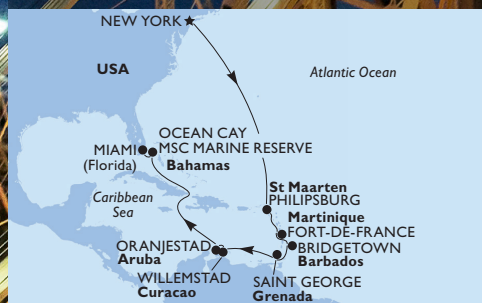 NEW YORK
USA
Atlantic Ocean
OCEAN CAY
MIAMI
MSC MARINE RESERVE
(Florida)
Bahamas
Caribbean
Sea
St Maarten
PHILIPSBURG
Martinique
FORT-DE-FRANCE
ORANJESTAD
Aruba
BRIDGETOWN
Barbados
WILLEMSTAD
Curacao
SAINT GEORGE
Grenada